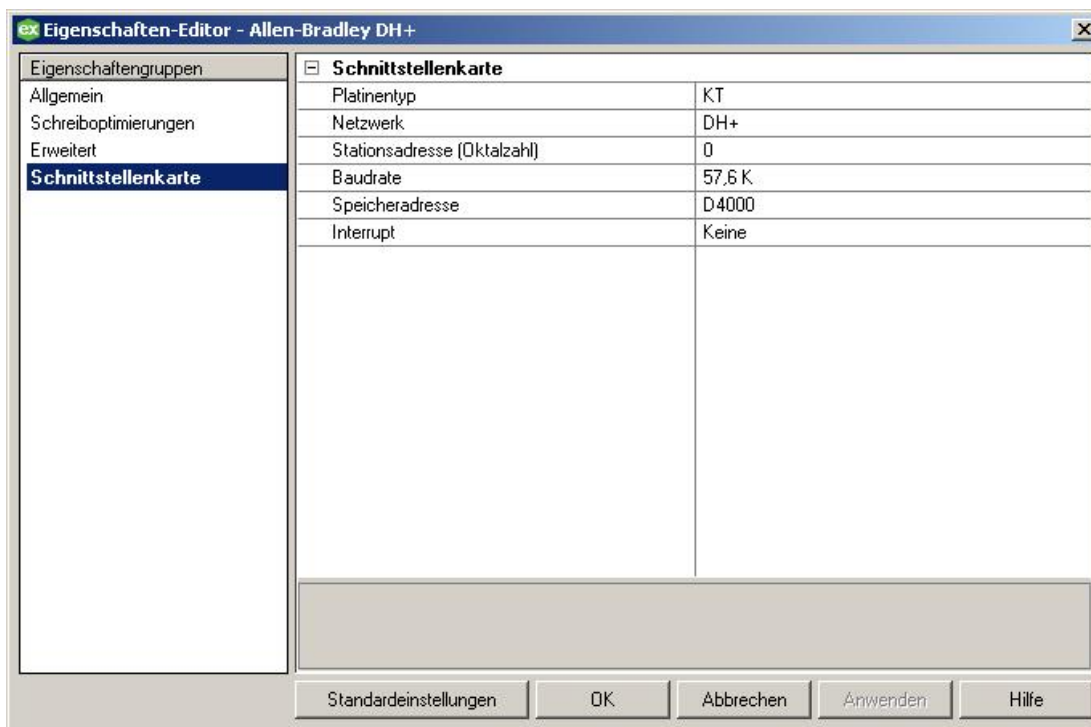 ex Eigenschaften-Editor - Allen-Bradley DH+
Eigenschaftengruppen
Allgemein
Schreiboptimierungen
Erweitert
Schnittstellenkarte
Schnittstellenkarte
Platinentyp KT
Netzwerk DH+
Stationsadresse (Oktalzahl) 0
Baudrate 57,6 K
Speicheradresse D4000
Interrupt Keine
Standardeinstellungen OK Abbrechen Anwenden Hilfe